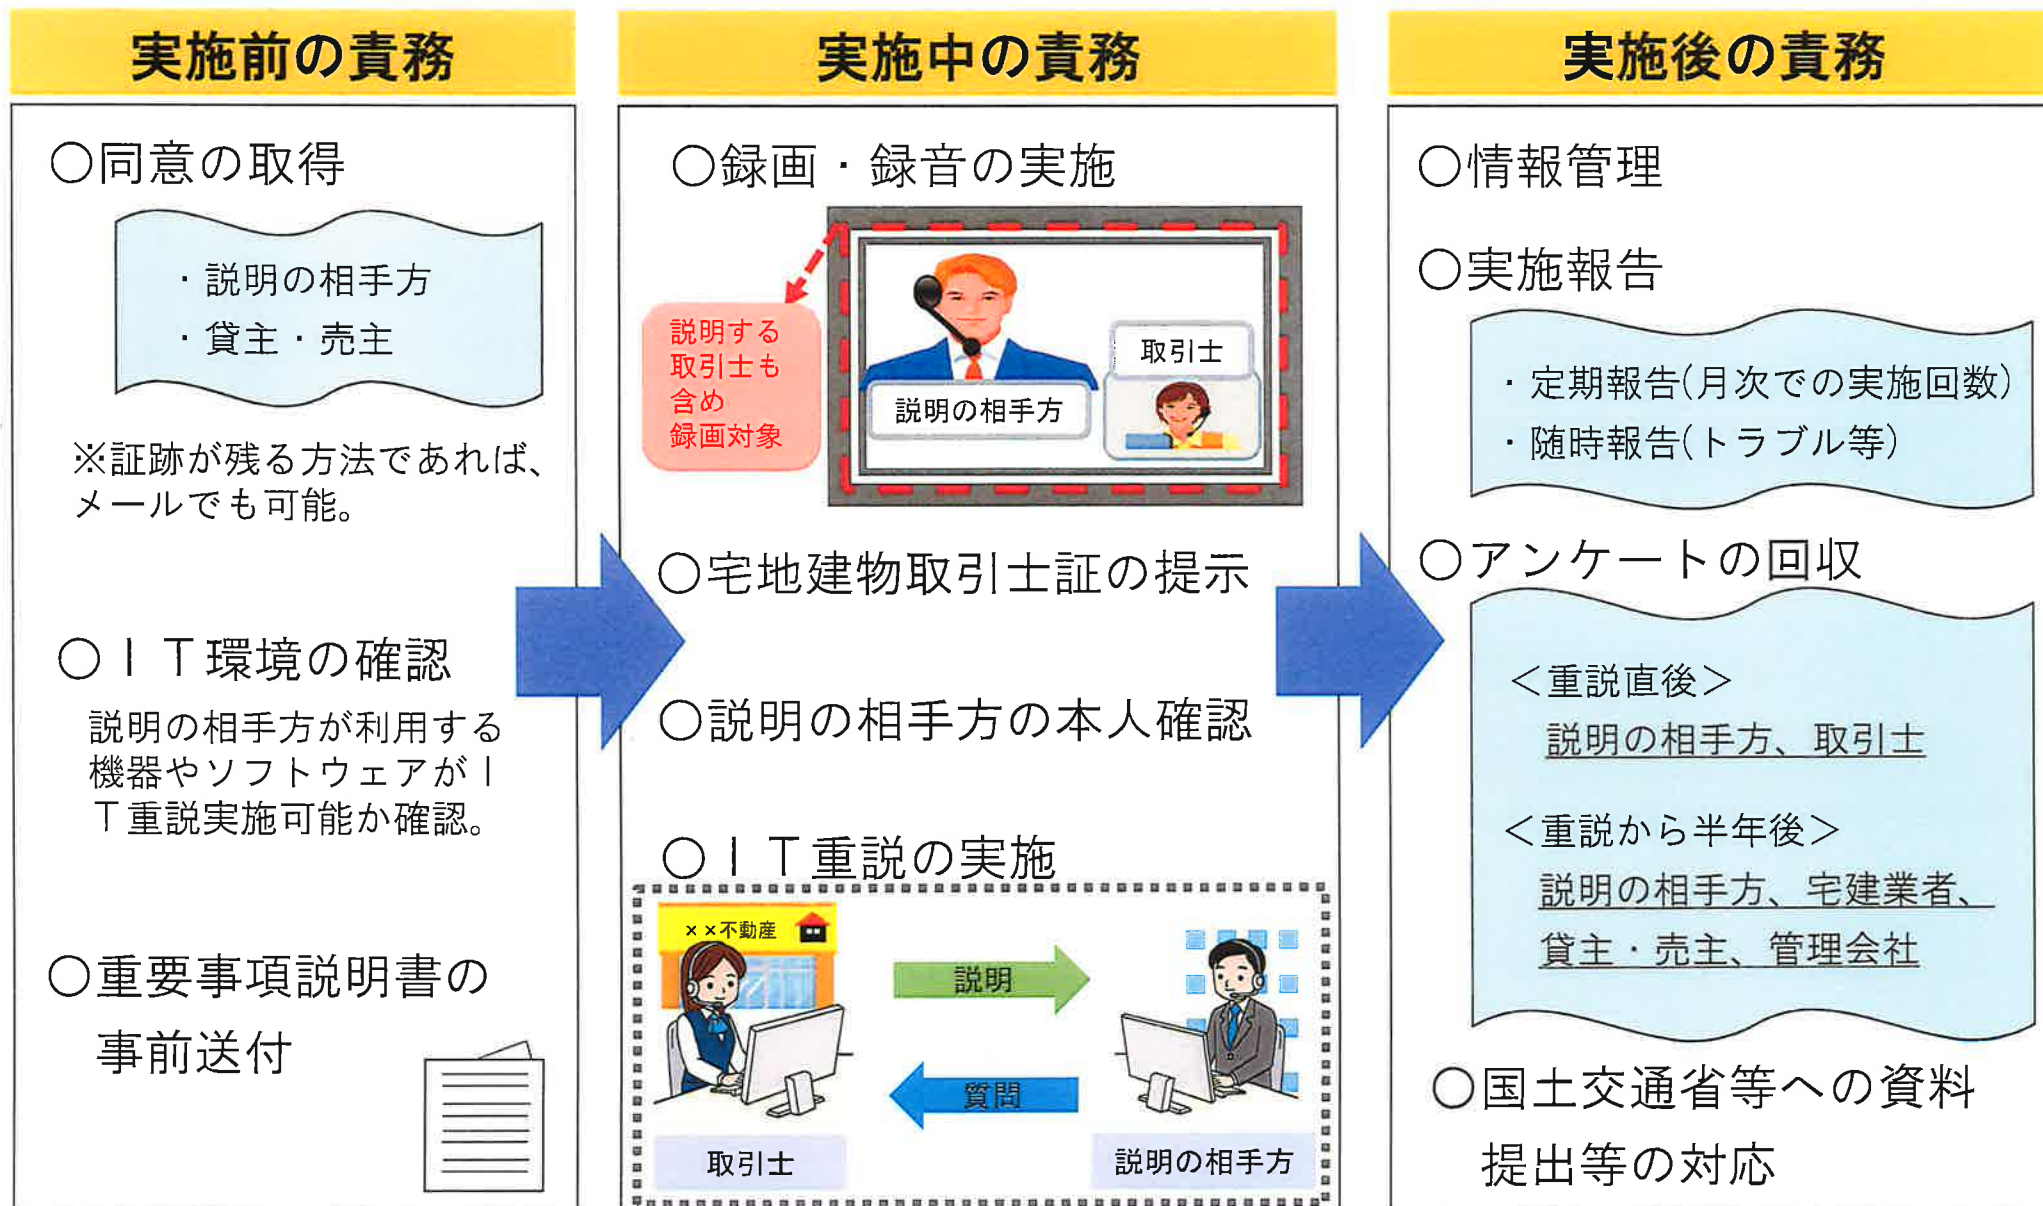 実施前の責務
○同意の取得
・説明の相手方
・貸主・売主
※証跡が残る方法であれば、
メールでも可能。
○ＩＴ環境の確認
説明の相手方が利用する
機器やソフトウェアがＩ
Ｔ重説実施可能か確認。
○重要事項説明書の
事前送付
実施中の責務
○録画・録音の実施
説明する
取引士も
含め
録画対象
説明の相手方
取引士
○宅地建物取引士証の提示
○説明の相手方の本人確認
○ＩＴ重説の実施
××不動産
説明
質問
取引士
説明の相手方
実施後の責務
○情報管理
○実施報告
・定期報告(月次での実施回数)
・随時報告(トラブル等)
○アンケートの回収
＜重説直後＞
説明の相手方、取引士
＜重説から半年後＞
説明の相手方、宅建業者、
貸主・売主、管理会社
○国土交通省等への資料
提出等の対応